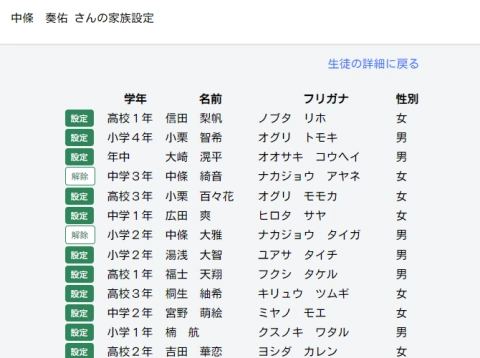 中條　奏佑 さんの家族設定
生徒の詳細に戻る
学年 名前 フリガナ 性別
設定 高校１年 信田　梨帆 ノブタ　リホ 女
設定 小学４年 小栗　智希 オグリ　トモキ 男
設定 年中 大崎　滉平 オオサキ　コウヘイ 男
解除 中学３年 中條　綺音 ナカジョウ　アヤネ 女
設定 高校３年 小栗　百々花 オグリ　モモカ 女
設定 中学１年 広田　爽 ヒロタ　サヤ 女
解除 小学２年 中條　大雅 ナカジョウ　タイガ 男
設定 小学２年 湯浅　大智 ユアサ　タイチ 男
設定 高校１年 福士　天翔 フクシ　タケル 男
設定 高校３年 桐生　紬希 キリュウ　ツムギ 女
設定 中学２年 宮野　萌絵 ミヤノ　モエ 女
設定 小学１年 楠　航 クスノキ　ワタル 男
設定 高校２年 吉田　華恋 ヨシダ　カレン 女